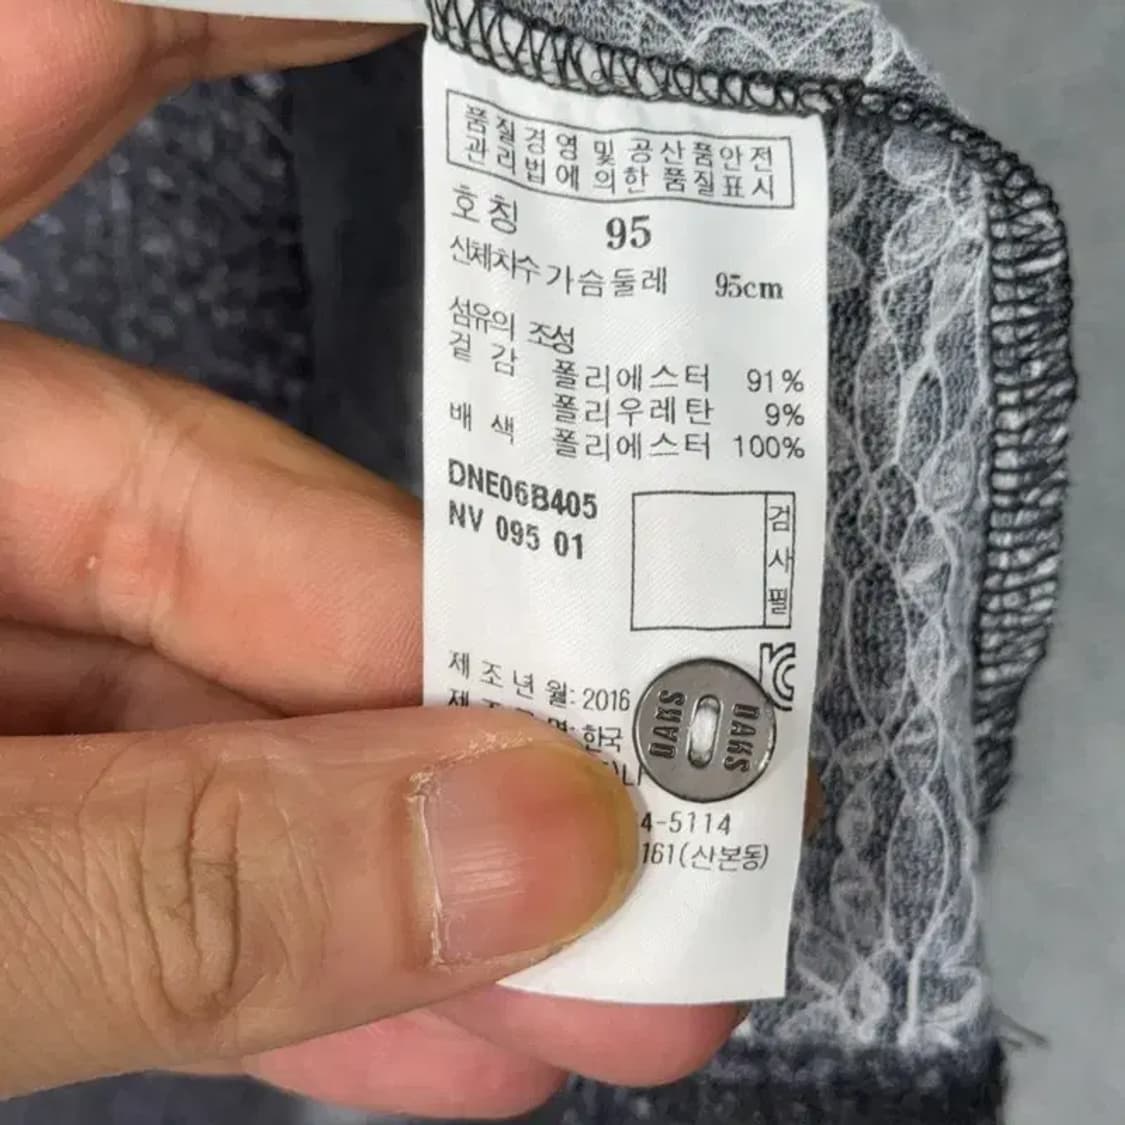 품질경영 및 공산품안전
관리법에 의한 품질표시
호칭 95
신체치수 가슴둘레 95cm
섬유의 조성
겉감 폴리에스터 91%
폴리우레탄 9%
배색 폴리에스터 100%
DNE06B405
NV 095 01
검사필
제조년월: 2016
한국
4-5114
161(산본동)
DAKS
DAKS